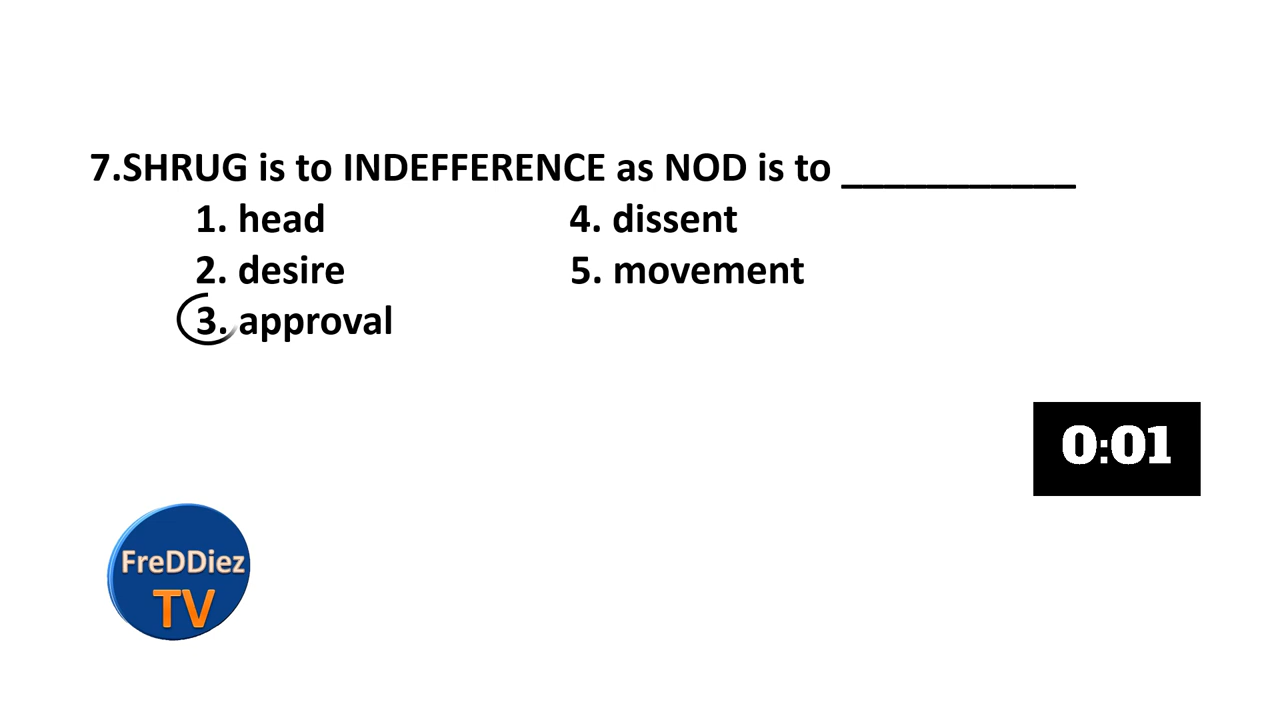 7.SHRUG is to INDEFFERENCE as NOD is to ___________
1. head
2. desire
3. approval
4. dissent
5. movement
0:01
FreDDiez
TV